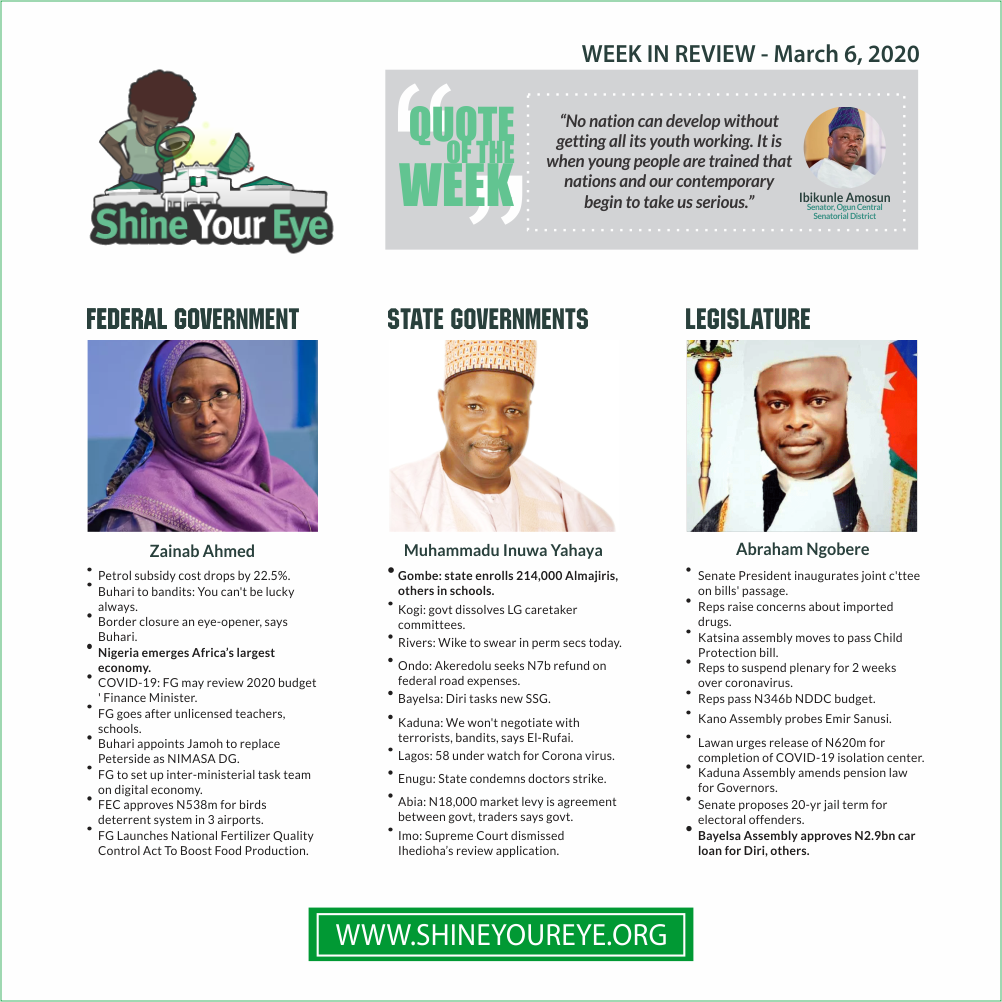 WEEK IN REVIEW - March 6, 2020
Shine Your Eye
QUOTE
OF THE
WEEK
“No nation can develop without
getting all its youth working. It is
when young people are trained that
nations and our contemporary
begin to take us serious.”
Ibikunle Amosun
Senator, Ogun Central
Senatorial District
FEDERAL GOVERNMENT
Zainab Ahmed
• Petrol subsidy cost drops by 22.5%.
• Buhari to bandits: You can't be lucky
always.
• Border closure an eye-opener, says
Buhari.
• Nigeria emerges Africa’s largest
economy.
• COVID-19: FG may review 2020 budget
' Finance Minister.
• FG goes after unlicensed teachers,
schools.
• Buhari appoints Jamoh to replace
Peterside as NIMASA DG.
• FG to set up inter-ministerial task team
on digital economy.
• FEC approves N538m for birds
deterrent system in 3 airports.
• FG Launches National Fertilizer Quality
Control Act To Boost Food Production.
STATE GOVERNMENTS
Muhammadu Inuwa Yahaya
• Gombe: state enrolls 214,000 Almajiris,
others in schools.
• Kogi: govt dissolves LG caretaker
committees.
• Rivers: Wike to swear in perm secs today.
• Ondo: Akeredolu seeks N7b refund on
federal road expenses.
• Bayelsa: Diri tasks new SSG.
• Kaduna: We won't negotiate with
terrorists, bandits, says El-Rufai.
• Lagos: 58 under watch for Corona virus.
• Enugu: State condemns doctors strike.
• Abia: N18,000 market levy is agreement
between govt, traders says govt.
• Imo: Supreme Court dismissed
Ihedioha’s review application.
LEGISLATURE
Abraham Ngobere
• Senate President inaugurates joint c'ttee
on bills' passage.
• Reps raise concerns about imported
drugs.
• Katsina assembly moves to pass Child
Protection bill.
• Reps to suspend plenary for 2 weeks
over coronavirus.
• Reps pass N346b NDDC budget.
• Kano Assembly probes Emir Sanusi.
• Lawan urges release of N620m for
completion of COVID-19 isolation center.
• Kaduna Assembly amends pension law
for Governors.
• Senate proposes 20-yr jail term for
electoral offenders.
• Bayelsa Assembly approves N2.9bn car
loan for Diri, others.
WWW.SHINEYOUREYE.ORG